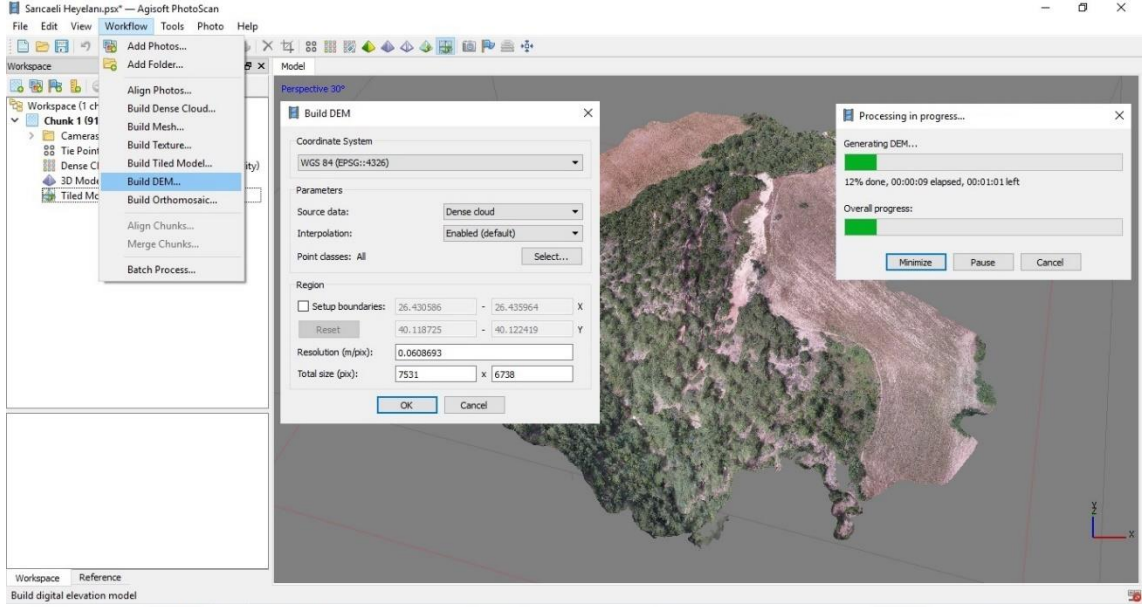 Sarıcaeli Heyelanı.psx* — Agisoft PhotoScan
File Edit View Workflow Tools Photo Help
Workspace
Workspace (1 ch
Chunk 1 (91
Cameras
Tie Point
Dense Cl
ity)
3D Mode
Tiled Mc
Add Photos...
Add Folder...
Align Photos...
Build Dense Cloud...
Build Mesh...
Build Texture...
Build Tiled Model...
Build DEM...
Build Orthomosaic...
Align Chunks...
Merge Chunks...
Batch Process...
Model
Perspective 30°
Build DEM
Coordinate System
WGS 84 (EPSG::4326)
Parameters
Source data: Dense cloud
Interpolation: Enabled (default)
Point classes: All Select...
Region
Setup boundaries: 26.430586 - 26.435964 X
Reset 40.118725 - 40.122419 Y
Resolution (m/pix): 0.0608693
Total size (pix): 7531 x 6738
OK Cancel
Processing in progress...
Generating DEM...
12% done, 00:00:09 elapsed, 00:01:01 left
Overall progress:
Minimize Pause Cancel
Y
Z
X
Workspace Reference
Build digital elevation model